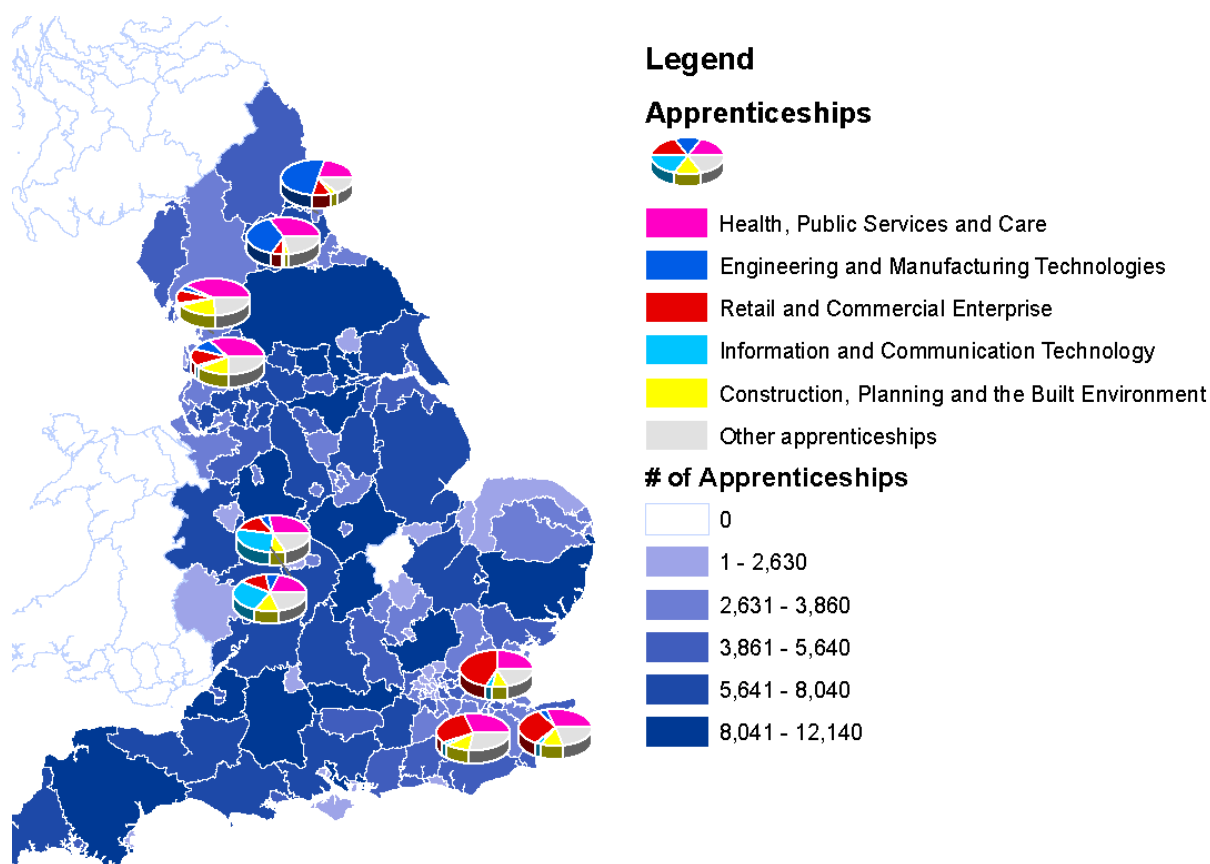 Legend
Apprenticeships
Health, Public Services and Care
Engineering and Manufacturing Technologies
Retail and Commercial Enterprise
Information and Communication Technology
Construction, Planning and the Built Environment
Other apprenticeships
# of Apprenticeships
0
1 - 2,630
2,631 - 3,860
3,861 - 5,640
5,641 - 8,040
8,041 - 12,140